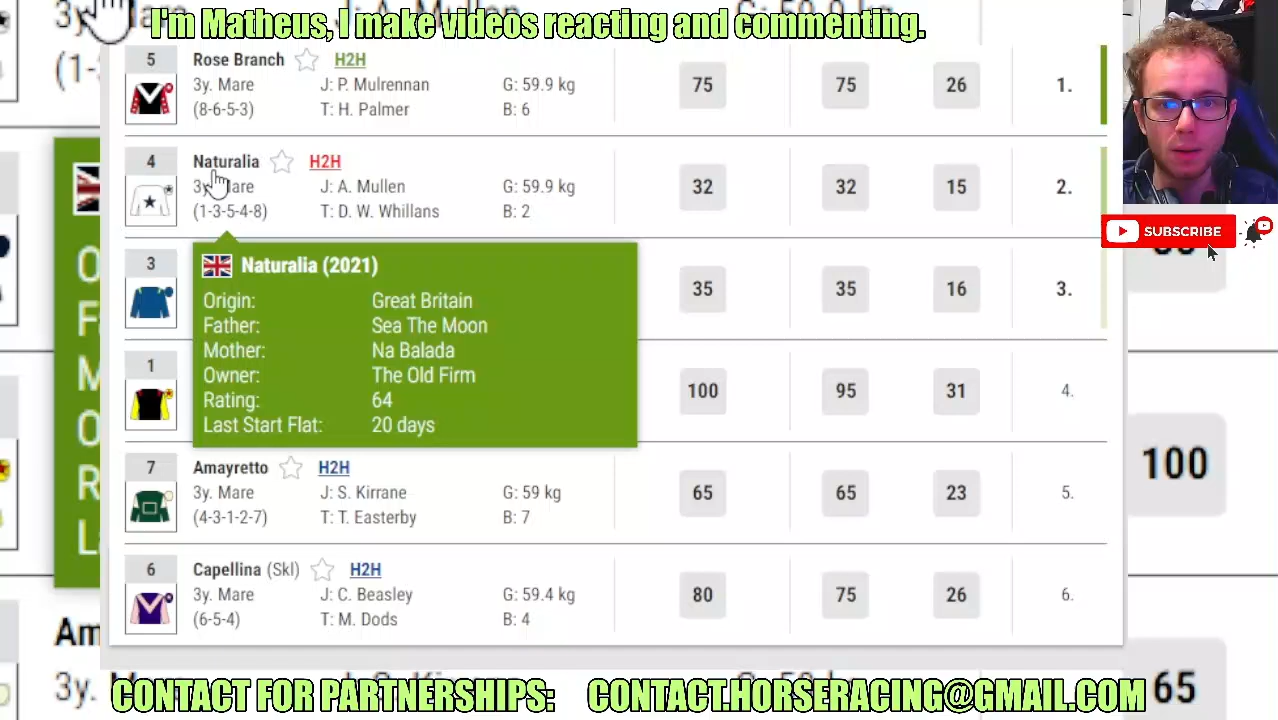 I'm Matheus, I make videos reacting and commenting.
5 Rose Branch H2H
3y. Mare J: P. Mulrennan G: 59.9 kg 75 75 26 1.
(8-6-5-3) T: H. Palmer B: 6
4 Naturalia H2H
3y. Mare J: A. Mullen G: 59.9 kg 32 32 15 2.
(1-3-5-4-8) T: D. W. Whillans B: 2
SUBSCRIBE
3
Naturalia (2021)
35 35 16 3.
Origin: Great Britain
Father: Sea The Moon
Mother: Na Balada
Owner: The Old Firm
Rating: 64
Last Start Flat: 20 days
1
100 95 31 4.
100
7 Amayretto H2H
3y. Mare J: S. Kirrane G: 59 kg 65 65 23 5.
(4-3-1-2-7) T: T. Easterby B: 7
6 Capellina (Skl) H2H
3y. Mare J: C. Beasley G: 59.4 kg 80 75 26 6.
(6-5-4) T: M. Dods B: 4
65
CONTACT FOR PARTNERSHIPS: CONTACT.HORSERACING@GMAIL.COM